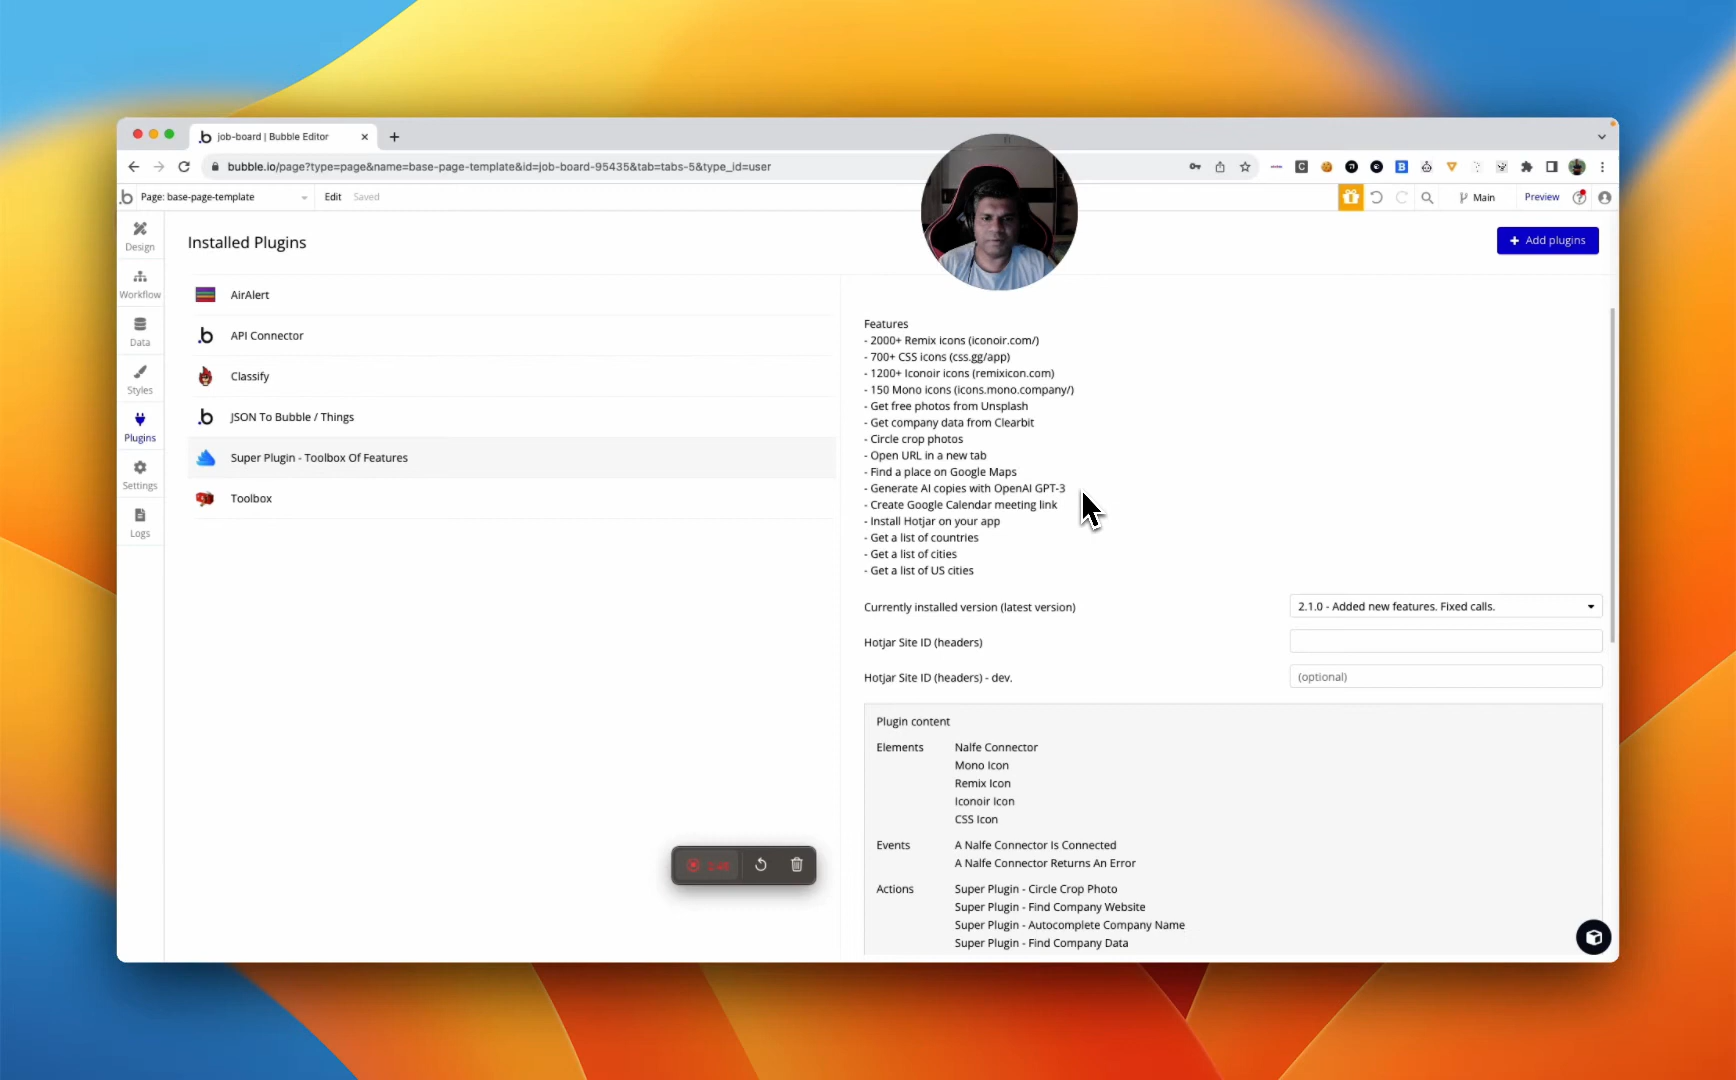 job-board | Bubble Editor
bubble.io/page?type=page&name=base-page-template&id=job-board-95435&tab=tabs-5&type_id=user
Page: base-page-template
Edit
Saved
Main
Preview
Design
Workflow
Data
Styles
Plugins
Settings
Logs
Installed Plugins
+ Add plugins
AirAlert
API Connector
Classify
JSON To Bubble / Things
Super Plugin - Toolbox Of Features
Toolbox
Features
- 2000+ Remix icons (iconoir.com/)
- 700+ CSS icons (css.gg/app)
- 1200+ Iconoir icons (remixicon.com)
- 150 Mono icons (icons.mono.company/)
- Get free photos from Unsplash
- Get company data from Clearbit
- Circle crop photos
- Open URL in a new tab
- Find a place on Google Maps
- Generate AI copies with OpenAI GPT-3
- Create Google Calendar meeting link
- Install Hotjar on your app
- Get a list of countries
- Get a list of cities
- Get a list of US cities
Currently installed version (latest version)
2.1.0 - Added new features. Fixed calls.
Hotjar Site ID (headers)
Hotjar Site ID (headers) - dev.
(optional)
Plugin content
Elements
Nalfe Connector
Mono Icon
Remix Icon
Iconoir Icon
CSS Icon
Events
A Nalfe Connector Is Connected
A Nalfe Connector Returns An Error
Actions
Super Plugin - Circle Crop Photo
Super Plugin - Find Company Website
Super Plugin - Autocomplete Company Name
Super Plugin - Find Company Data